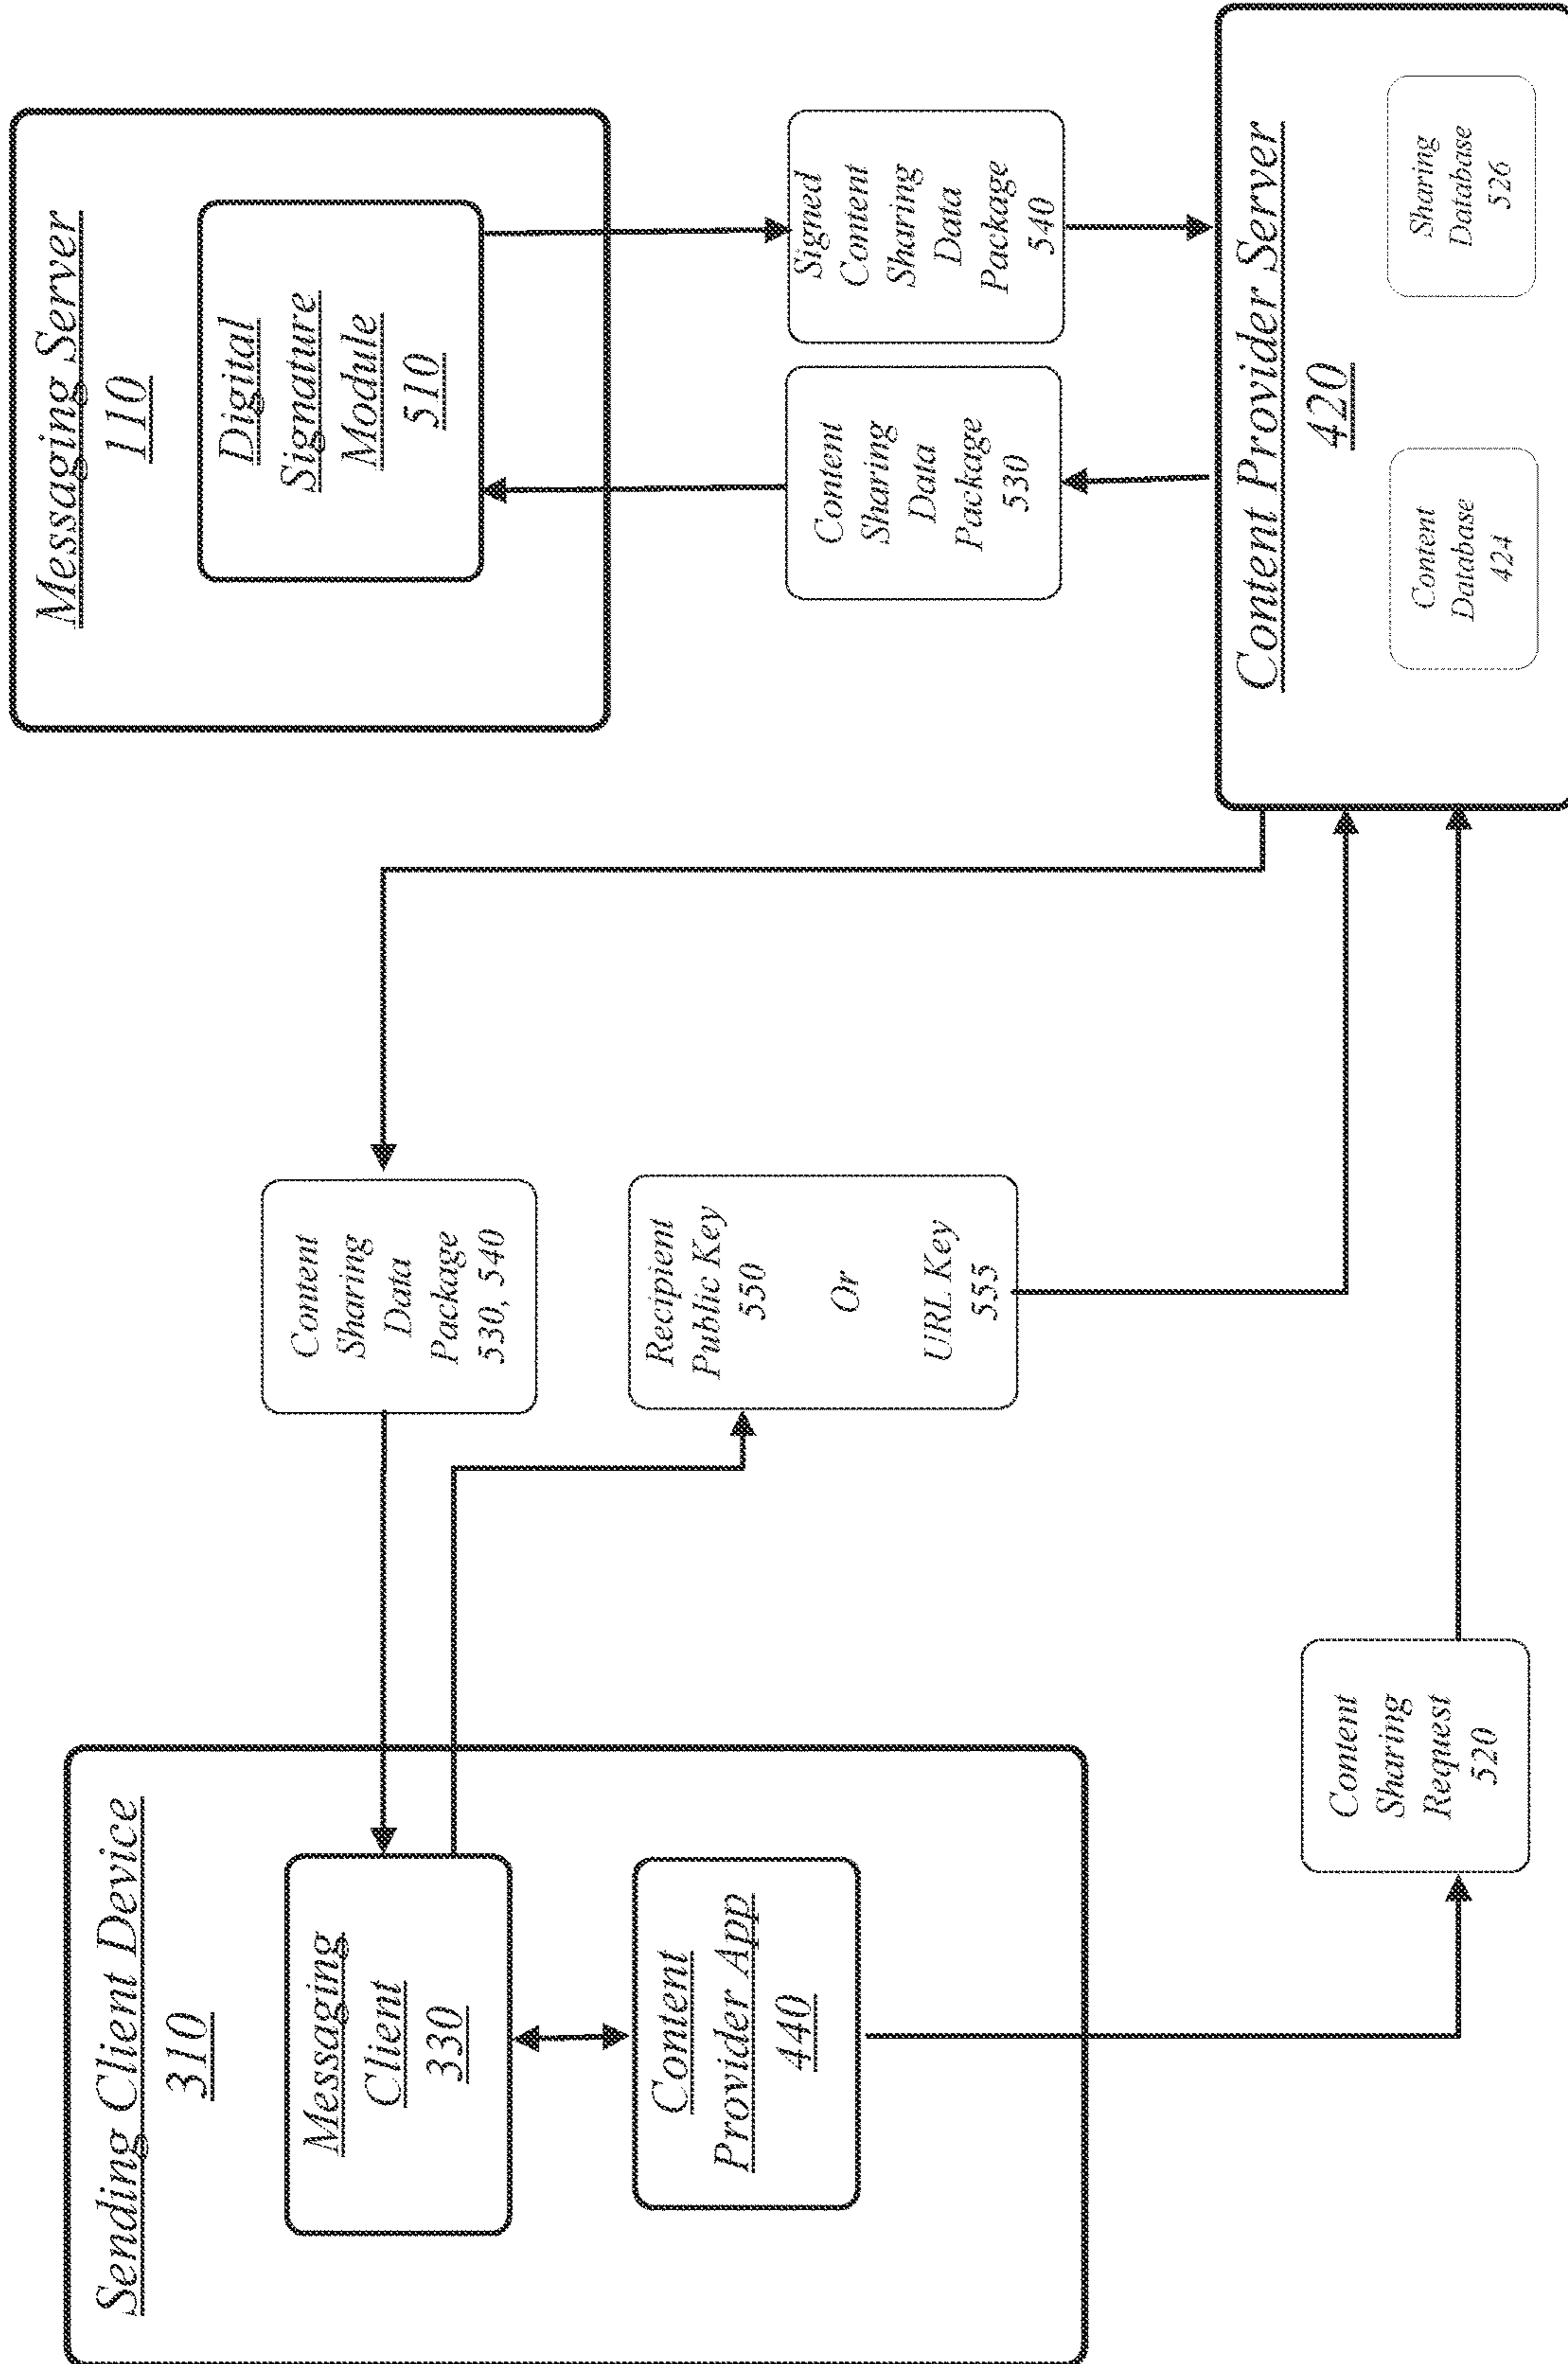 Sending Client Device
310
Messaging
Client
330
Content
Provider App
440
Content
Sharing
Data
Package
530, 540
Recipient
Public Key
550
Or
URL Key
555
Content
Sharing
Request
520
Messaging Server
110
Digital
Signature
Module
510
Content
Sharing
Data
Package
530
Signed
Content
Sharing
Data
Package
540
Content Provider Server
420
Content
Database
424
Sharing
Database
526